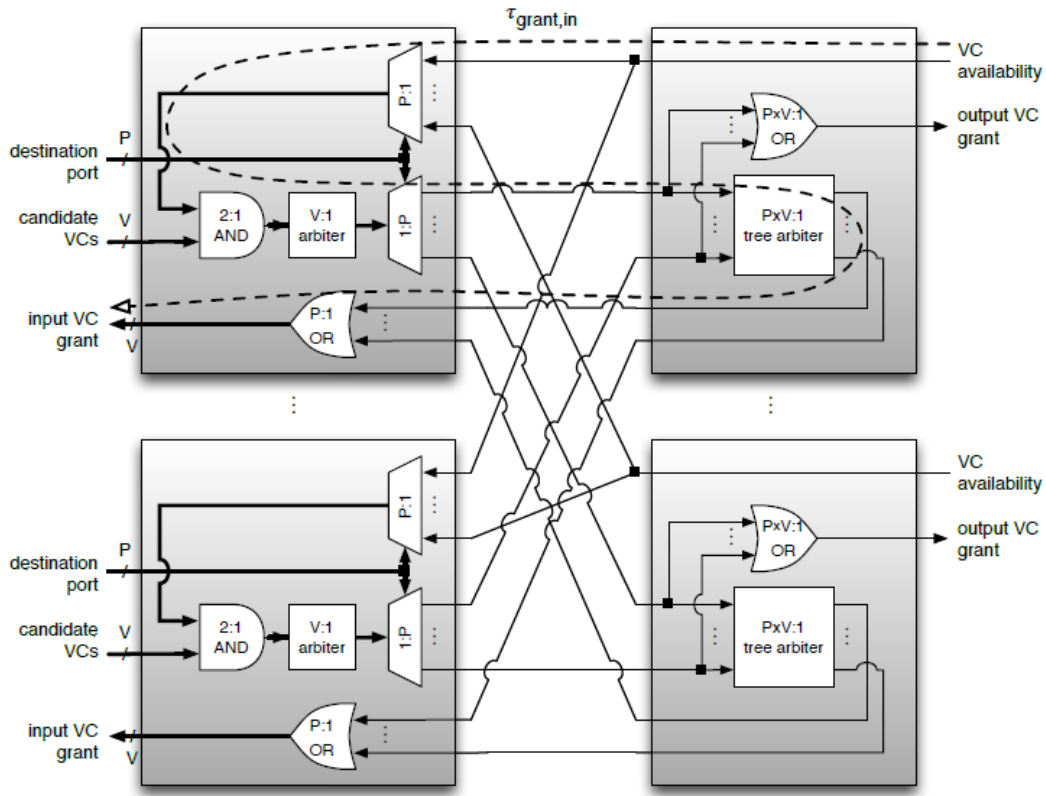 τgrant,in
VC
availability
P:1
PxV:1
OR
output VC
grant
P
destination
port
candidate
VCs
V
2:1
AND
V:1
arbiter
1:P
PxV:1
tree arbiter
input VC
grant
V
P:1
OR
VC
availability
P:1
PxV:1
OR
output VC
grant
P
destination
port
candidate
VCs
V
2:1
AND
V:1
arbiter
1:P
PxV:1
tree arbiter
input VC
grant
V
P:1
OR